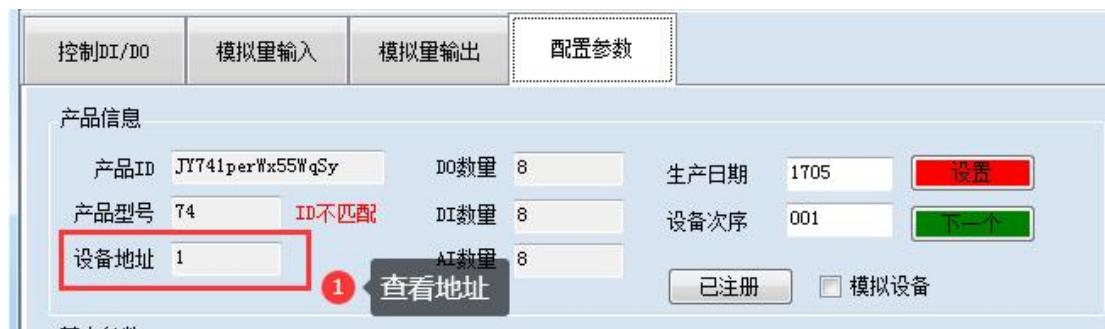 控制DI/DO 模拟量输入 模拟量输出 配置参数
产品信息
产品ID JY741perWx55WqSy DO数量 8 生产日期 1705 设置
产品型号 74 ID不匹配 DI数量 8 设备次序 001 下一个
设备地址 1 AI数量 8
1 查看地址 已注册 模拟设备